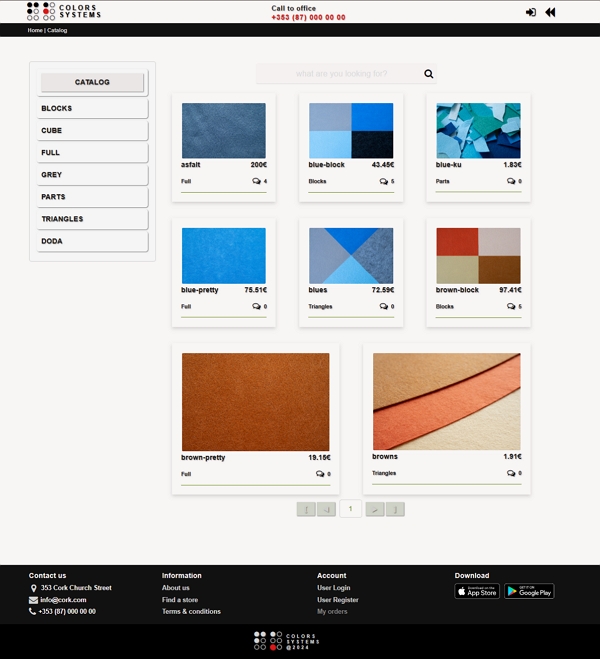 COLORS
SYSTEMS
Call to office
+353 (87) 000 00 00
Home | Catalog
CATALOG
BLOCKS
CUBE
FULL
GREY
PARTS
TRIANGLES
DODA
what are you looking for?
asfalt 200€
Full 4
blue-block 43.45€
Blocks 5
blue-ku 1.83€
Parts 0
blue-pretty 75.51€
Full 0
blues 72.59€
Triangles 0
brown-block 97.41€
Blocks 5
brown-pretty 19.15€
Full 0
browns 1.91€
Triangles 0
1
Contact us
353 Cork Church Street
info@cork.com
+353 (87) 000 00 00
Information
About us
Find a store
Terms & conditions
Account
User Login
User Register
My orders
Download
Download on the
App Store
GET IT ON
Google Play
COLORS
SYSTEMS
@2024